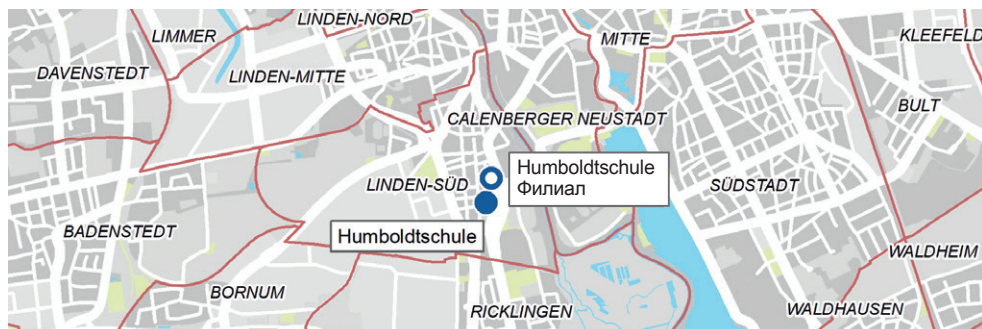 LINDEN-NORD
LIMMER
MITTE
KLEEFELD
DAVENSTEDT
LINDEN-MITTE
BULT
CALENBERGER NEUSTADT
Humboldtschule
Филиал
LINDEN-SÜD
SÜDSTADT
BADENSTEDT
Humboldtschule
WALDHEIM
BORNUM
RICKLINGEN
WALDHAUSEN